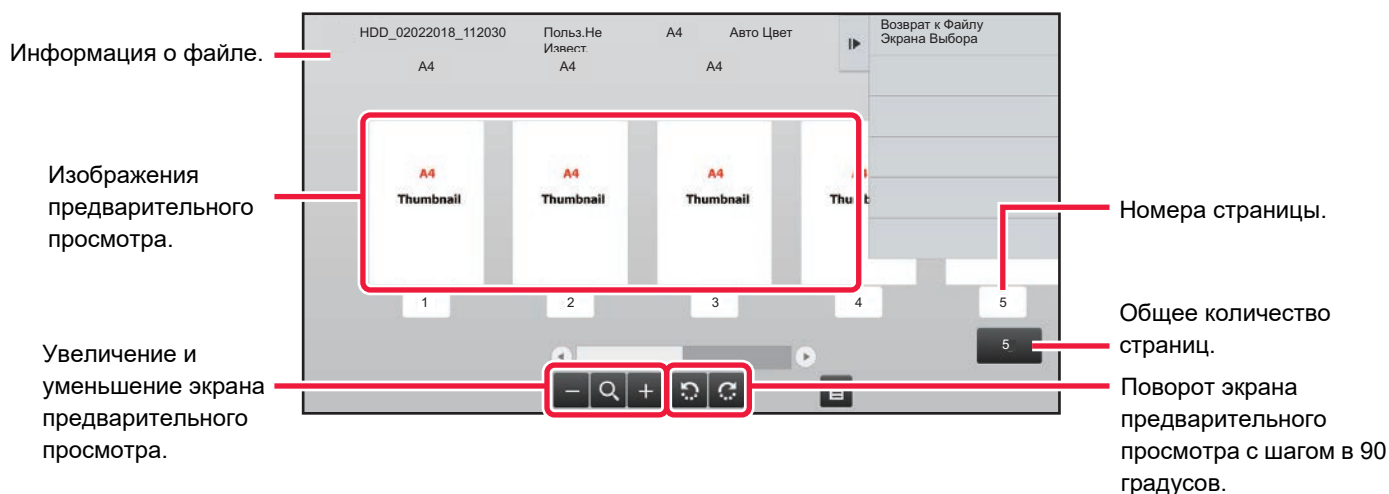 Информация о файле.
HDD_02022018_112030
Польз.Не
Извест.
A4
Авто Цвет
Возврат к Файлу
Экрана Выбора
A4
A4
A4
Изображения
предварительного
просмотра.
A4
Thumbnail
A4
Thumbnail
A4
Thumbnail
Номера страницы.
1
2
3
4
5
Общее количество
страниц.
5
Увеличение и
уменьшение экрана
предварительного
просмотра.
Поворот экрана
предварительного
просмотра с шагом в 90
градусов.